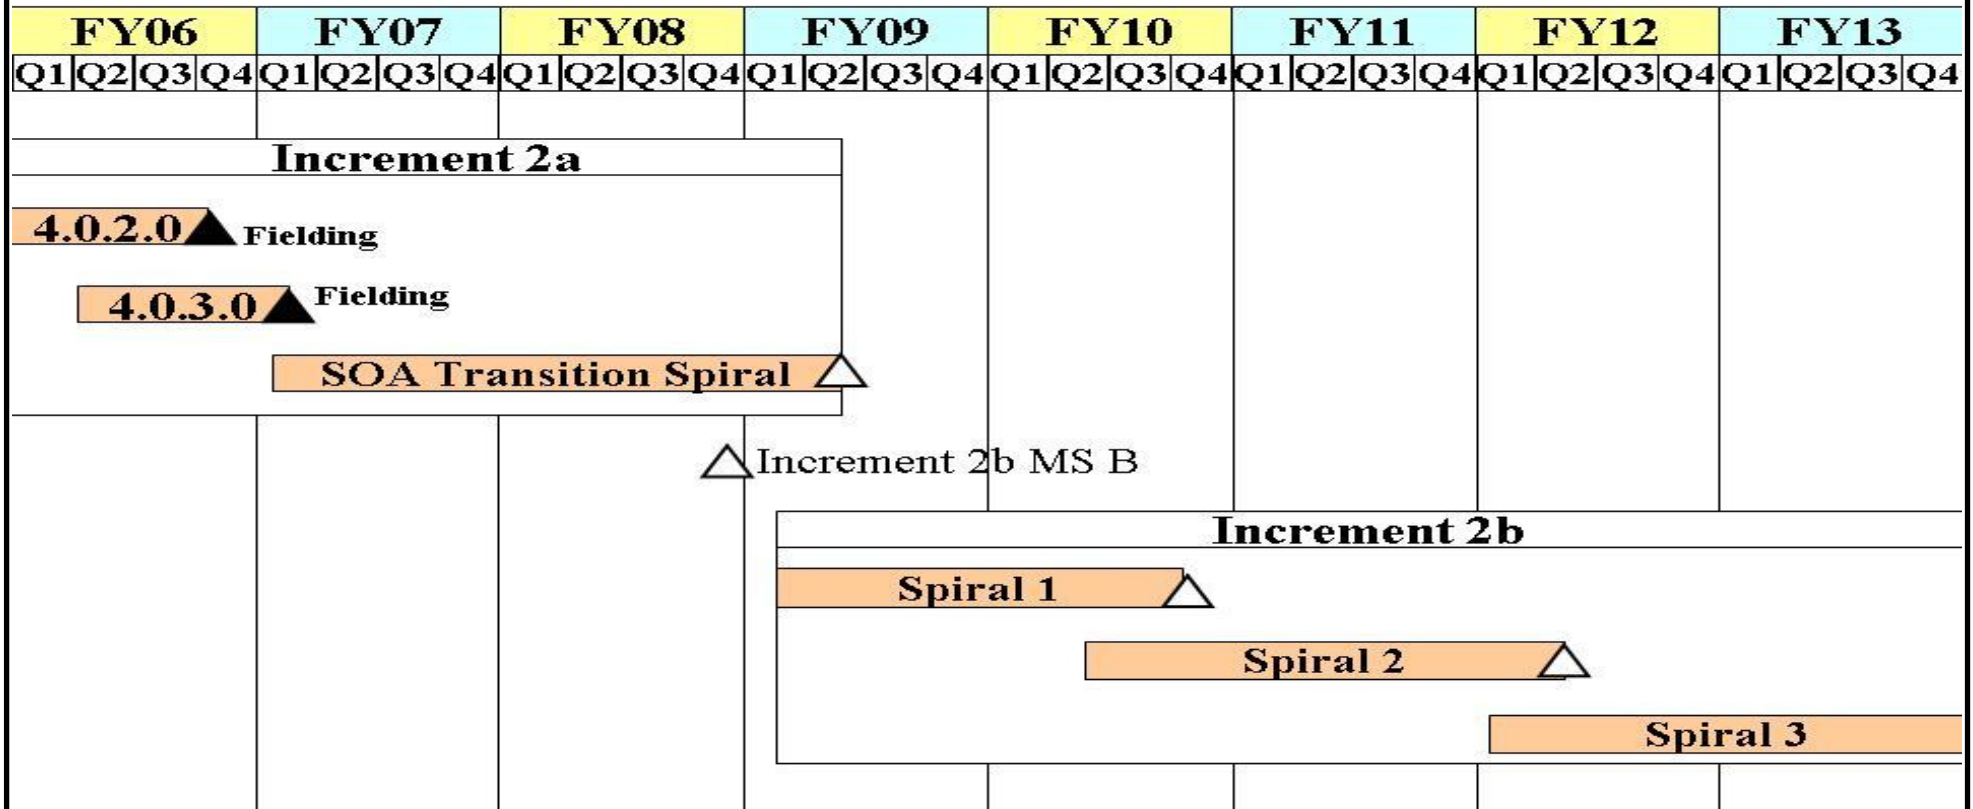 FY06 FY07 FY08 FY09 FY10 FY11 FY12 FY13
Q1 Q2 Q3 Q4 Q1 Q2 Q3 Q4 Q1 Q2 Q3 Q4 Q1 Q2 Q3 Q4 Q1 Q2 Q3 Q4 Q1 Q2 Q3 Q4 Q1 Q2 Q3 Q4 Q1 Q2 Q3 Q4
Increment 2a
4.0.2.0 Fielding
4.0.3.0 Fielding
SOA Transition Spiral
Increment 2b MS B
Increment 2b
Spiral 1
Spiral 2
Spiral 3